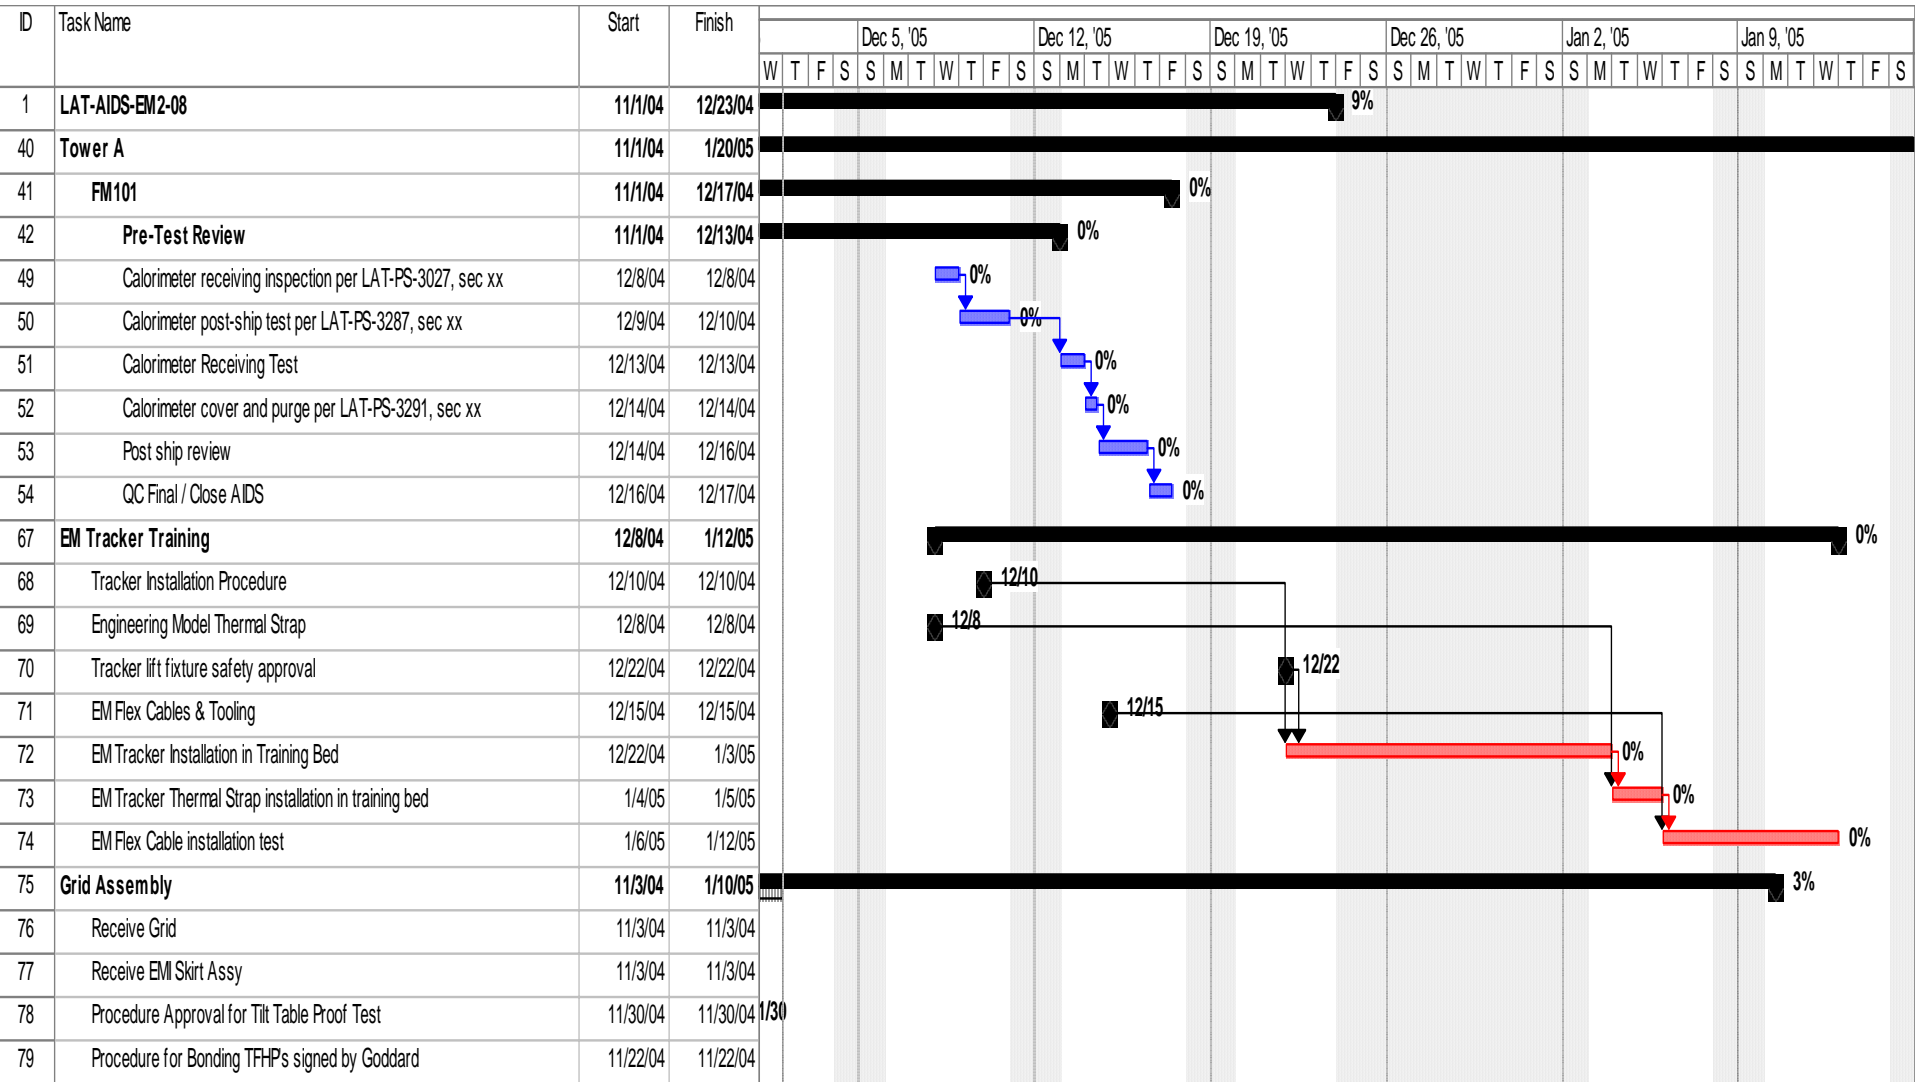 ID Task Name Start Finish
Dec 5, '05 Dec 12, '05 Dec 19, '05 Dec 26, '05 Jan 2, '05 Jan 9, '05
W T F S S M T W T F S S M T W T F S S M T W T F S S M T W T F S S M T W T F S S M T W T F S
1 LAT-AIDS-EM2-08 11/1/04 12/23/04 9%
40 Tower A 11/1/04 1/20/05
41 FM101 11/1/04 12/17/04 0%
42 Pre-Test Review 11/1/04 12/13/04 0%
49 Calorimeter receiving inspection per LAT-PS-3027, sec xx 12/8/04 12/8/04 0%
50 Calorimeter post-ship test per LAT-PS-3287, sec xx 12/9/04 12/10/04 0%
51 Calorimeter Receiving Test 12/13/04 12/13/04 0%
52 Calorimeter cover and purge per LAT-PS-3291, sec xx 12/14/04 12/14/04 0%
53 Post ship review 12/14/04 12/16/04 0%
54 QC Final / Close AIDS 12/16/04 12/17/04 0%
67 EM Tracker Training 12/8/04 1/12/05 0%
68 Tracker Installation Procedure 12/10/04 12/10/04 12/10
69 Engineering Model Thermal Strap 12/8/04 12/8/04 12/8
70 Tracker lift fixture safety approval 12/22/04 12/22/04 12/22
71 EM Flex Cables & Tooling 12/15/04 12/15/04 12/15
72 EM Tracker Installation in Training Bed 12/22/04 1/3/05 0%
73 EM Tracker Thermal Strap installation in training bed 1/4/05 1/5/05 0%
74 EM Flex Cable installation test 1/6/05 1/12/05 0%
75 Grid Assembly 11/3/04 1/10/05 3%
76 Receive Grid 11/3/04 11/3/04
77 Receive EMI Skirt Assy 11/3/04 11/3/04
78 Procedure Approval for Tilt Table Proof Test 11/30/04 11/30/04 1/30
79 Procedure for Bonding TFHP's signed by Goddard 11/22/04 11/22/04